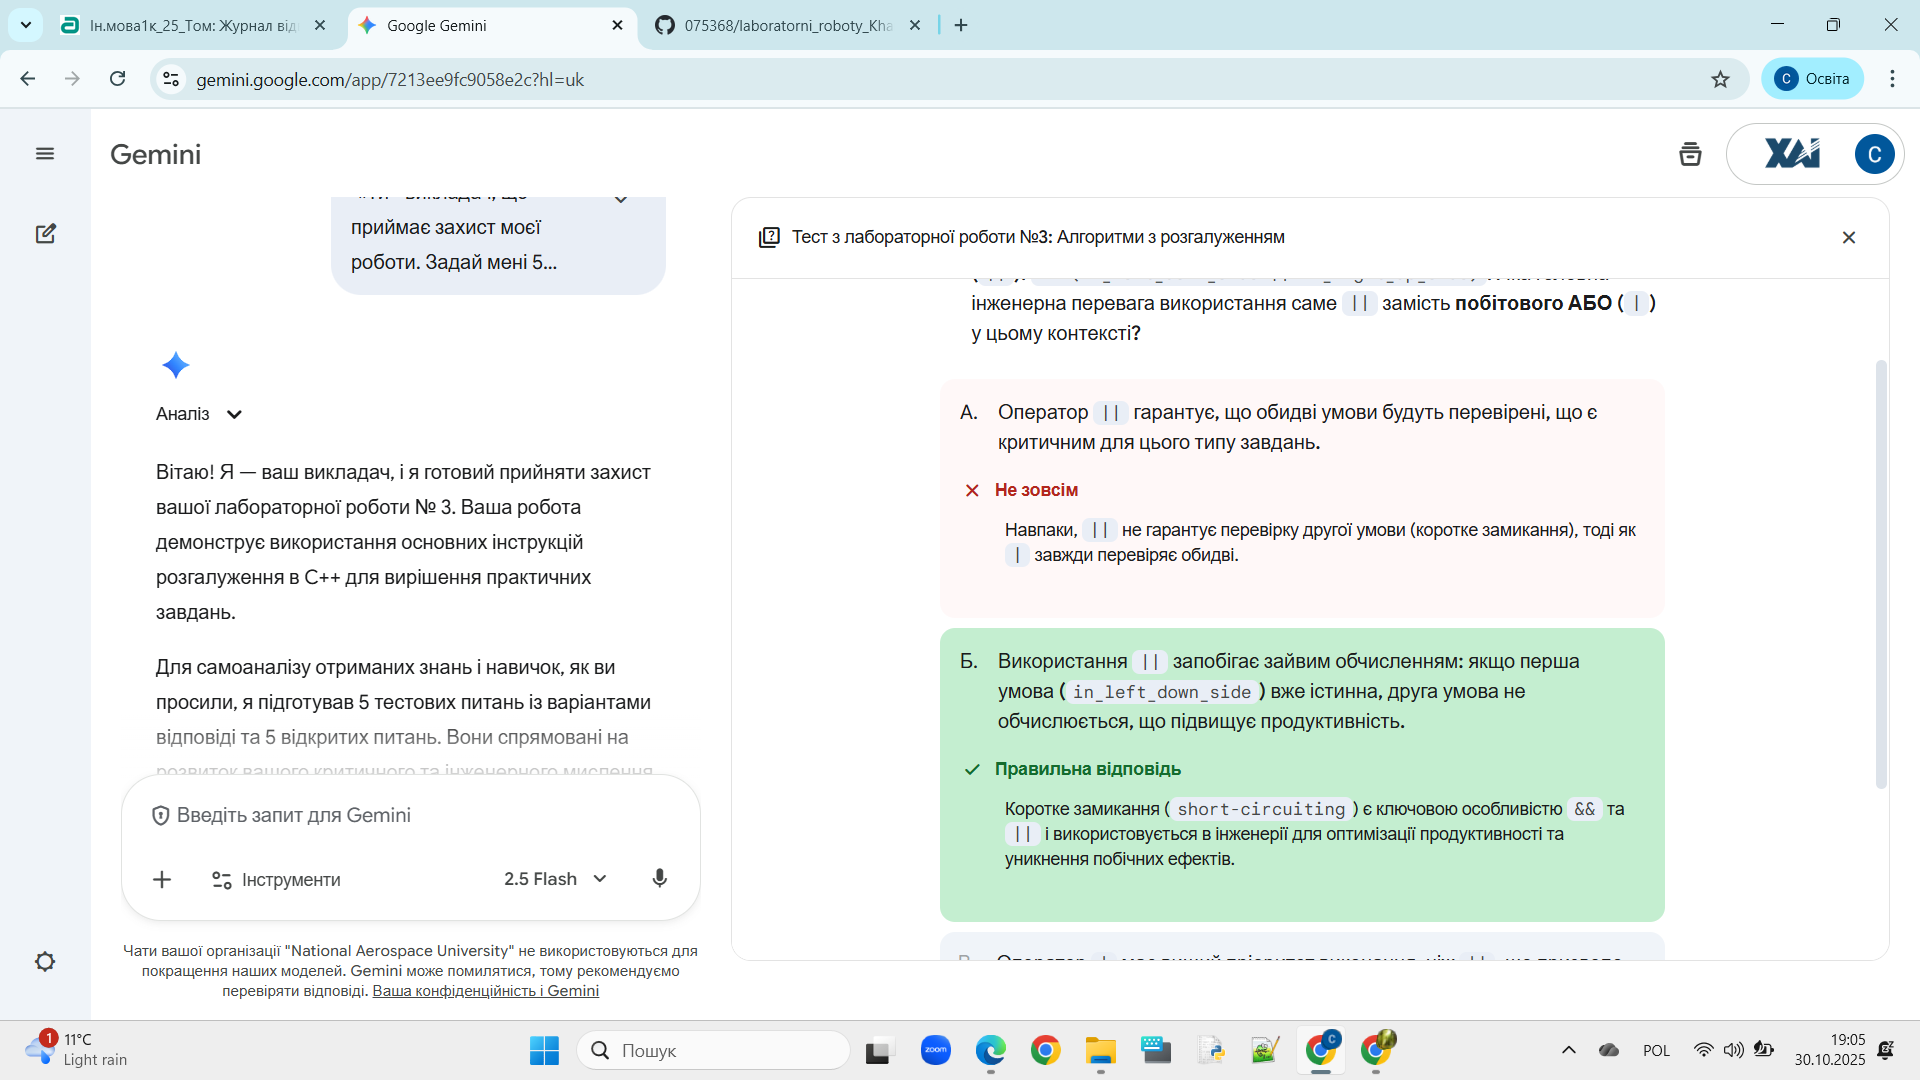 Ін.мова1к_25_Том: Журнал від
Google Gemini
075368/laboratorni_roboty_Kha
gemini.google.com/app/7213ee9fc9058e2c?hl=uk
C
Освіта
Gemini
XAI
C
приймає захист моєї
роботи. Задай мені 5...
Аналіз
Вітаю! Я — ваш викладач, і я готовий прийняти захист
вашої лабораторної роботи № 3. Ваша робота
демонструє використання основних інструкцій
розгалуження в C++ для вирішення практичних
завдань.
Для самоаналізу отриманих знань і навичок, як ви
просили, я підготував 5 тестових питань із варіантами
відповіді та 5 відкритих питань. Вони спрямовані на
розвиток вашого критичного та інженерного мислення
Введіть запит для Gemini
Інструменти
2.5 Flash
Чати вашої організації "National Aerospace University" не використовуються для
покращення наших моделей. Gemini може помилятися, тому рекомендуємо
перевіряти відповіді. Ваша конфіденційність і Gemini
Тест з лабораторної роботи №3: Алгоритми з розгалуженням
інженерна перевага використання саме || замість побітового АБО ( | )
у цьому контексті?
А. Оператор || гарантує, що обидві умови будуть перевірені, що є
критичним для цього типу завдань.
Не зовсім
Навпаки, || не гарантує перевірку другої умови (коротке замикання), тоді як
| завжди перевіряє обидві.
Б. Використання || запобігає зайвим обчисленням: якщо перша
умова ( in_left_down_side ) вже істинна, друга умова не
обчислюється, що підвищує продуктивність.
Правильна відповідь
Коротке замикання ( short-circuiting ) є ключовою особливістю && та
|| і використовується в інженерії для оптимізації продуктивності та
уникнення побічних ефектів.
1
11°C
Light rain
Пошук
zoom
C
POL
19:05
30.10.2025